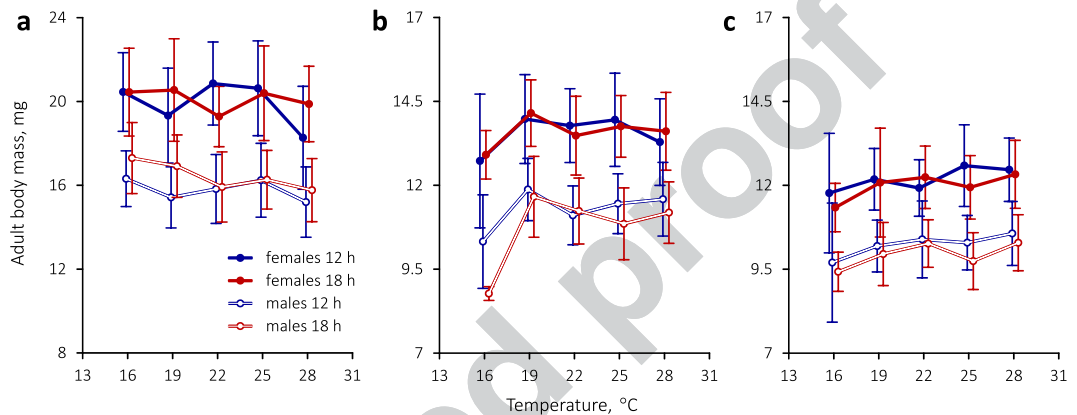 a
b
c
24
20
16
12
8
17
14.5
12
9.5
7
17
14.5
12
9.5
7
Adult body mass, mg
females 12 h
females 18 h
males 12 h
males 18 h
13 16 19 22 25 28 31
13 16 19 22 25 28 31
13 16 19 22 25 28 31
Temperature, °C
ed proof